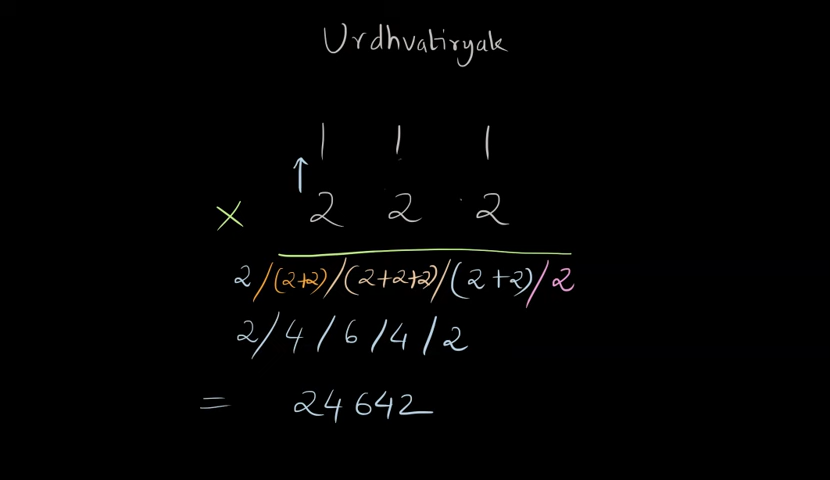 Urdhvatiryak
1 1 1
↑
× 2 2 2
2/(2+2)/(2+2+2)/(2+2)/2
2/4/6/4/2
= 24642